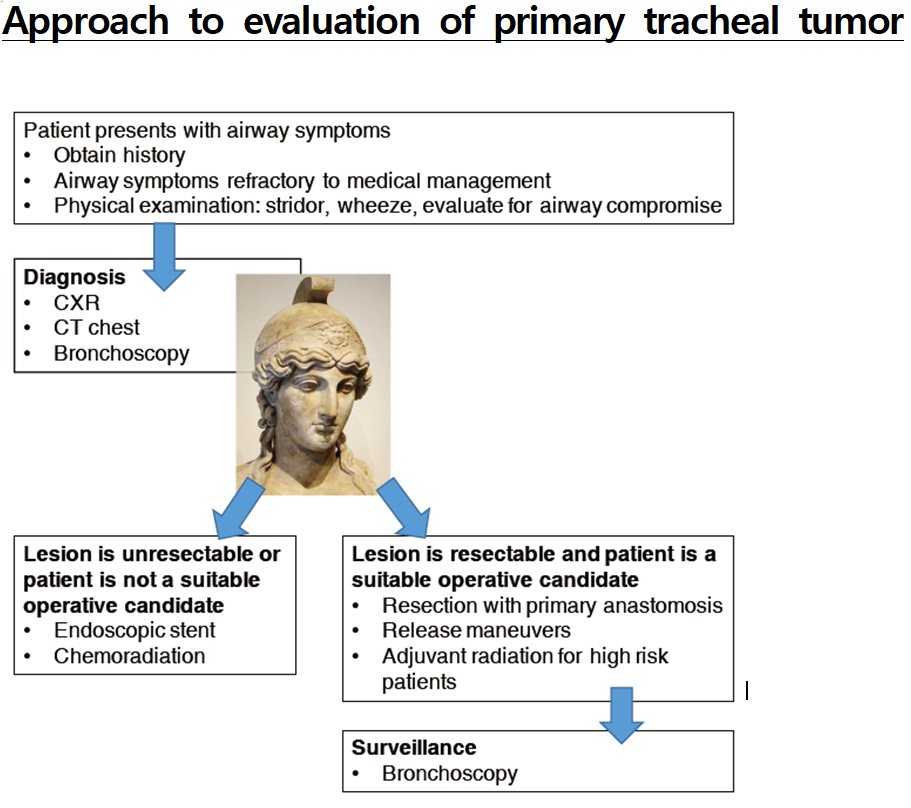 Approach to evaluation of primary tracheal tumor
Patient presents with airway symptoms
• Obtain history
• Airway symptoms refractory to medical management
• Physical examination: stridor, wheeze, evaluate for airway compromise
Diagnosis
• CXR
• CT chest
• Bronchoscopy
Lesion is unresectable or
patient is not a suitable
operative candidate
• Endoscopic stent
• Chemoradiation
Lesion is resectable and patient is a
suitable operative candidate
• Resection with primary anastomosis
• Release maneuvers
• Adjuvant radiation for high risk
patients
Surveillance
• Bronchoscopy